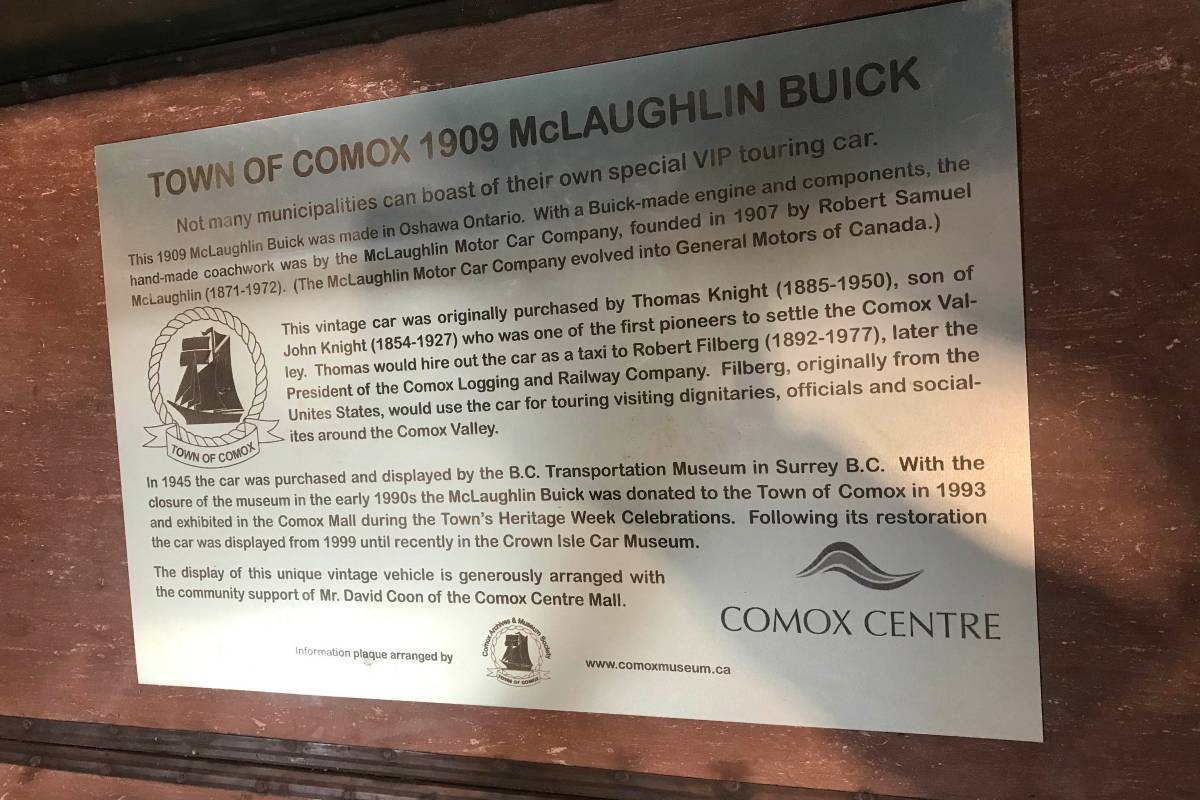 TOWN OF COMOX 1909 McLAUGHLIN BUICK
Not many municipalities can boast of their own special VIP touring car.
This 1909 McLaughlin Buick was made in Oshawa Ontario. With a Buick-made engine and components, the
hand-made coachwork was by the McLaughlin Motor Car Company, founded in 1907 by Robert Samuel
McLaughlin (1871-1972). (The McLaughlin Motor Car Company evolved into General Motors of Canada.)
This vintage car was originally purchased by Thomas Knight (1885-1950), son of
John Knight (1854-1927) who was one of the first pioneers to settle the Comox Val-
ley. Thomas would hire out the car as a taxi to Robert Filberg (1892-1977), later the
President of the Comox Logging and Railway Company. Filberg, originally from the
Unites States, would use the car for touring visiting dignitaries, officials and social-
ites around the Comox Valley.
TOWN OF COMOX
In 1945 the car was purchased and displayed by the B.C. Transportation Museum in Surrey B.C. With the
closure of the museum in the early 1990s the McLaughlin Buick was donated to the Town of Comox in 1993
and exhibited in the Comox Mall during the Town's Heritage Week Celebrations. Following its restoration
the car was displayed from 1999 until recently in the Crown Isle Car Museum.
The display of this unique vintage vehicle is generously arranged with
the community support of Mr. David Coon of the Comox Centre Mall.
COMOX CENTRE
Information plaque arranged by
Comox Archives & Museum Society
TOWN OF COMOX
www.comoxmuseum.ca